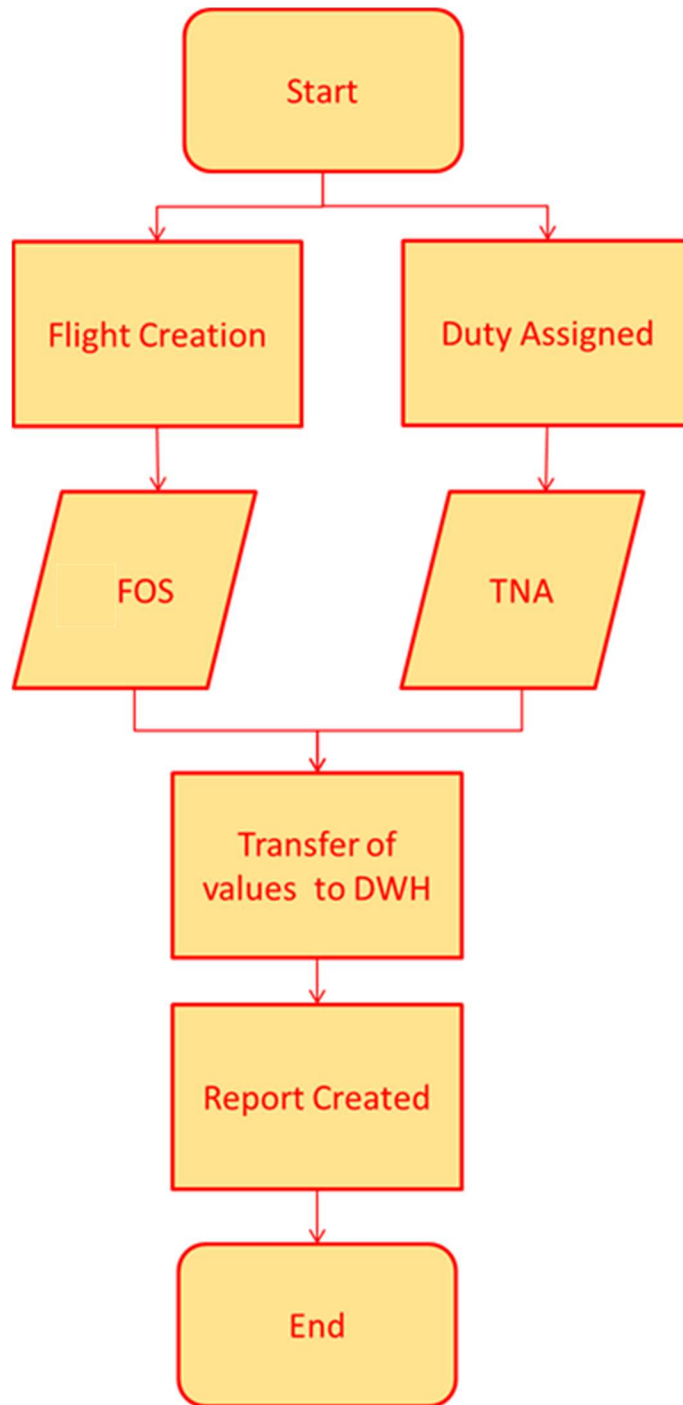 Start
Flight Creation
Duty Assigned
FOS
TNA
Transfer of
values to DWH
Report Created
End